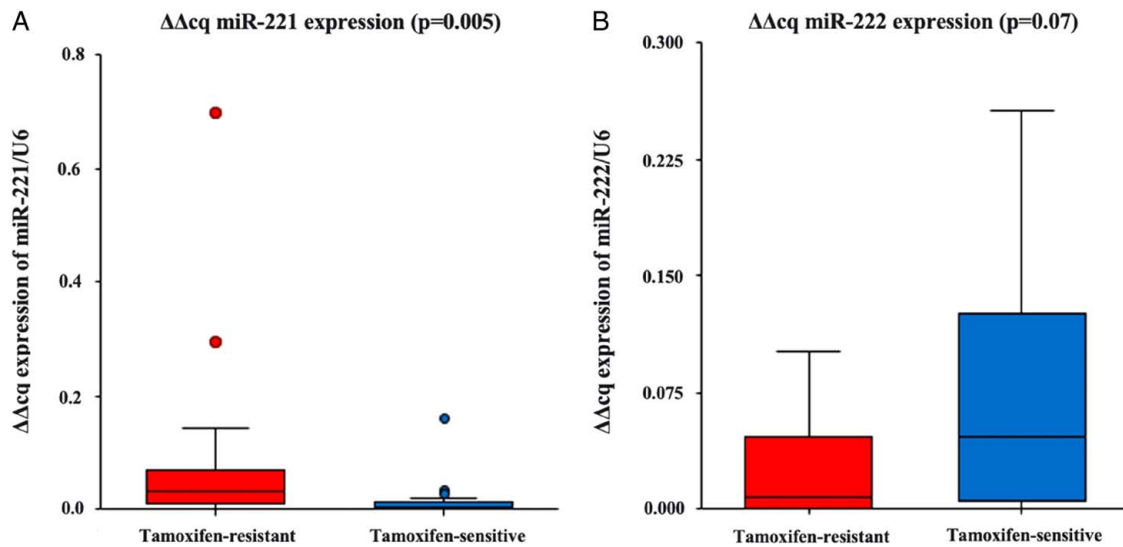 A
ΔΔcq miR-221 expression (p=0.005)
ΔΔcq expression of miR-221/U6
0.8
0.6
0.4
0.2
0.0
Tamoxifen-resistant
Tamoxifen-sensitive
B
ΔΔcq miR-222 expression (p=0.07)
ΔΔcq expression of miR-222/U6
0.300
0.225
0.150
0.075
0.000
Tamoxifen-resistant
Tamoxifen-sensitive